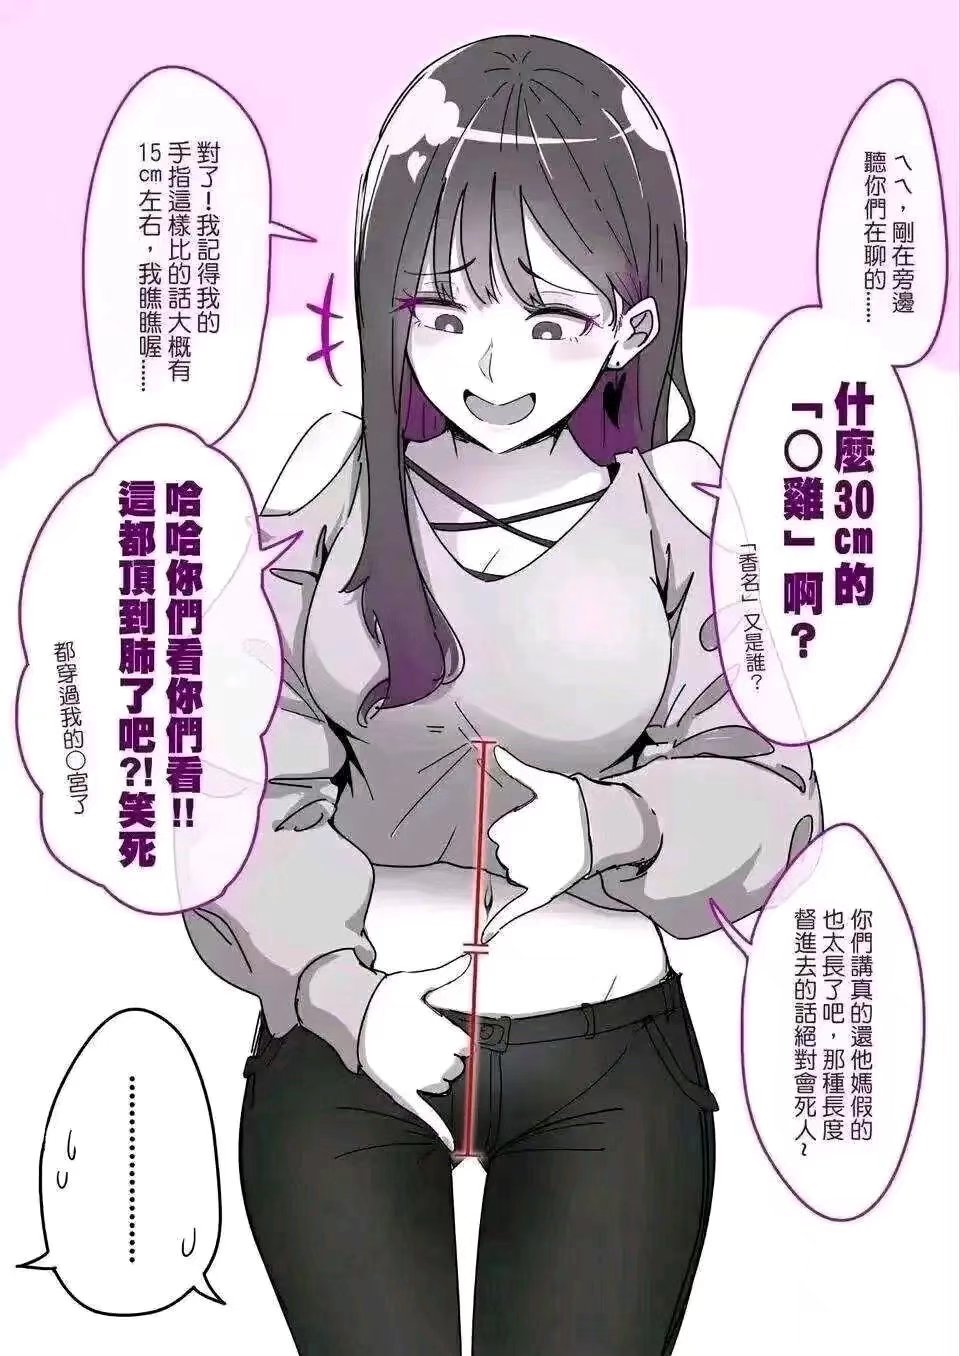 ヘヘ，剛在旁邊
聽你們在聊的……
什麼30cm的
「○雞」啊？
「香名」又是誰？
對了！我記得我的
手指這樣比的話大概有
15cm左右，我瞧瞧喔……
哈哈你們看你們看!!
這都頂到肺了吧?!笑死
都穿過我的○宮了
你們講真的還他媽假的
也太長了吧，那種長度
督進去的話絕對會死人~
………………